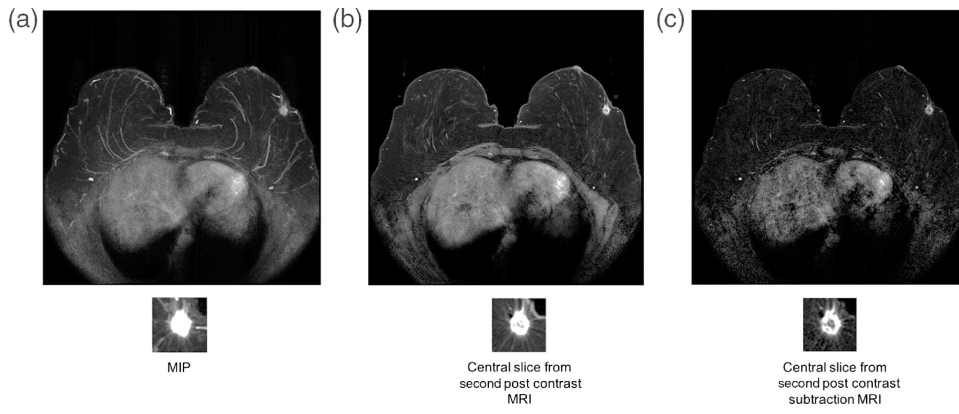 (a)
(b)
(c)
MIP
Central slice from
second post contrast
MRI
Central slice from
second post contrast
subtraction MRI